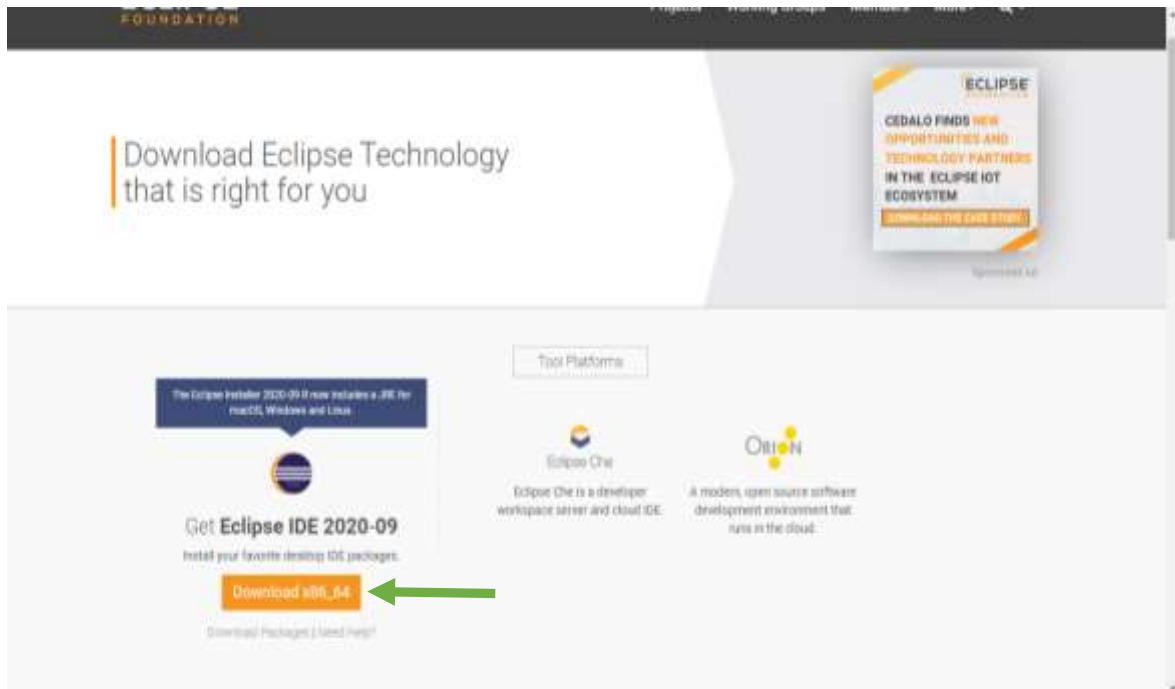 FOUNDATION
Projects Working Groups Members More
Download Eclipse Technology
that is right for you
ECLIPSE
CEDALO FINDS NEW
OPPORTUNITIES AND
TECHNOLOGY PARTNERS
IN THE ECLIPSE IOT
ECOSYSTEM
DOWNLOAD THE CASE STUDY
Sponsored Ad
Tool Platforms
The Eclipse Installer 2020-09 R now includes a JRE for
macOS, Windows and Linux.
Eclipse Che
ORION
Eclipse Che is a developer
workspace server and cloud IDE.
A modern, open source software
development environment that
runs in the cloud.
Get Eclipse IDE 2020-09
Install your favorite desktop IDE packages.
Download x86_64
Download Packages | Need Help?